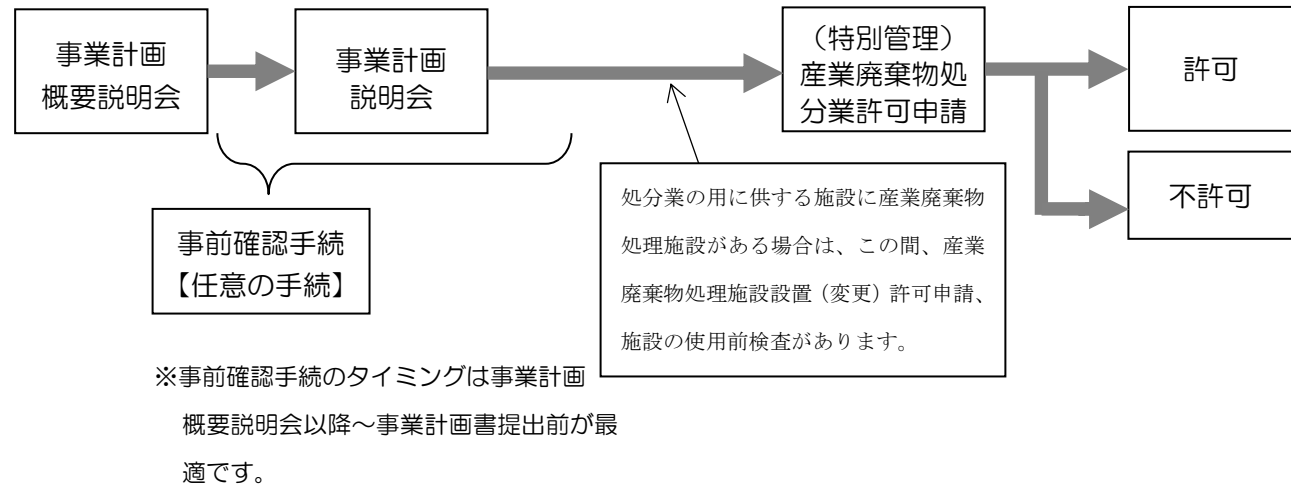 事業計画
概要説明会
事業計画
説明会
（特別管理）
産業廃棄物処
分業許可申請
許可
不許可
事前確認手続
【任意の手続】
処分業の用に供する施設に産業廃棄物
処理施設がある場合は、この間、産業
廃棄物処理施設設置（変更）許可申請、
施設の使用前検査があります。
※事前確認手続のタイミングは事業計画
概要説明会以降～事業計画書提出前が最
適です。